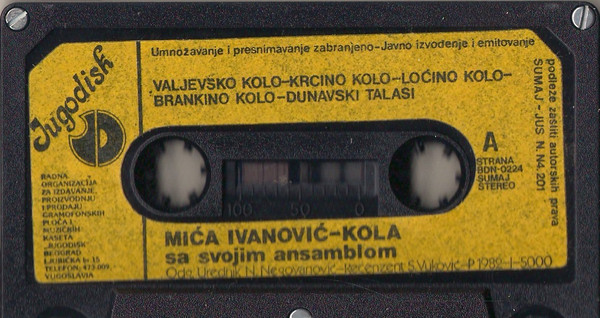 Umnožavanje i presnimavanje zabranjeno-Javno izvođenje i emitovanje
podleže zaštiti autorskih prava
SUMAJ - JUS N. N4. 201
Jugodisk
VALJEVSKO KOLO-KRCINO KOLO-LOĆINO KOLO-
BRANKINO KOLO-DUNAVSKI TALASI
A
STRANA
BDN-0224
SUMAJ
STEREO
100 50 0
RADNA
ORGANIZACIJA
ZA IZDAVANJE,
PROIZVODNJU
I PRODAJU
GRAMOFONSKIH
PLOČA I
MUZIČKIH
KASETA
"JUGODISK"
BEOGRAD
LJUBIČKA br. 15
TELEFON: 473-009
YUGOSLAVIA
MIĆA IVANOVIĆ-KOLA
sa svojim ansamblom
Odg. Urednik N. Negovanović-Recenzent S. Vuković-P 1982-I-5000